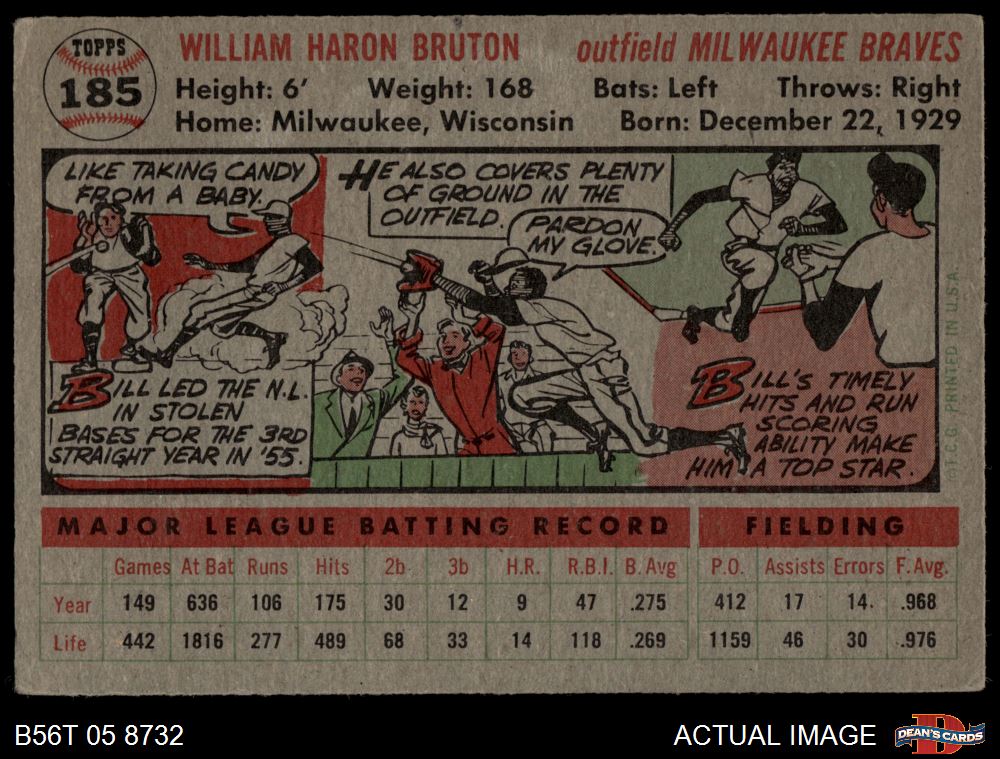 TOPPS
185
WILLIAM HARON BRUTON outfield MILWAUKEE BRAVES
Height: 6' Weight: 168 Bats: Left Throws: Right
Home: Milwaukee, Wisconsin Born: December 22, 1929
LIKE TAKING CANDY
FROM A BABY.
HE ALSO COVERS PLENTY
OF GROUND IN THE
OUTFIELD.
PARDON
MY GLOVE.
BILL LED THE N.L.
IN STOLEN
BASES FOR THE 3RD
STRAIGHT YEAR IN '55.
BILL'S TIMELY
HITS AND RUN
SCORING
ABILITY MAKE
HIM A TOP STAR.
© T.C.G. PRINTED IN U.S.A.
MAJOR LEAGUE BATTING RECORD FIELDING
Games At Bat Runs Hits 2b 3b H.R. R.B.I. B. Avg P.O. Assists Errors F. Avg.
Year 149 636 106 175 30 12 9 47 .275 412 17 14 .968
Life 442 1816 277 489 68 33 14 118 .269 1159 46 30 .976
B56T 05 8732 ACTUAL IMAGE
DEAN'S CARDS